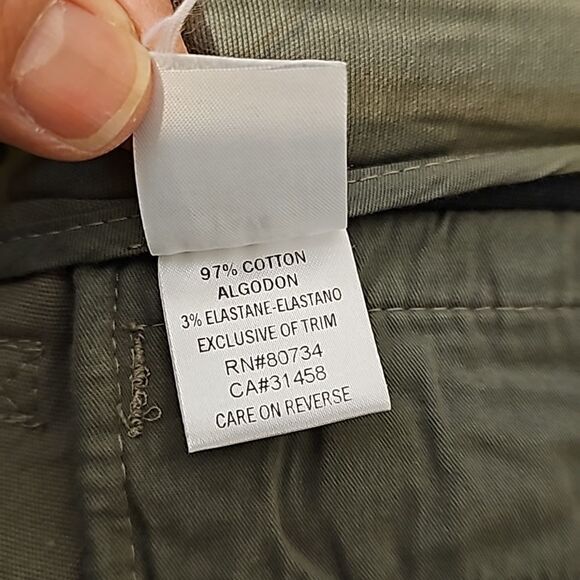 97% COTTON
ALGODON
3% ELASTANE-ELASTANO
EXCLUSIVE OF TRIM
RN#80734
CA#31458
CARE ON REVERSE